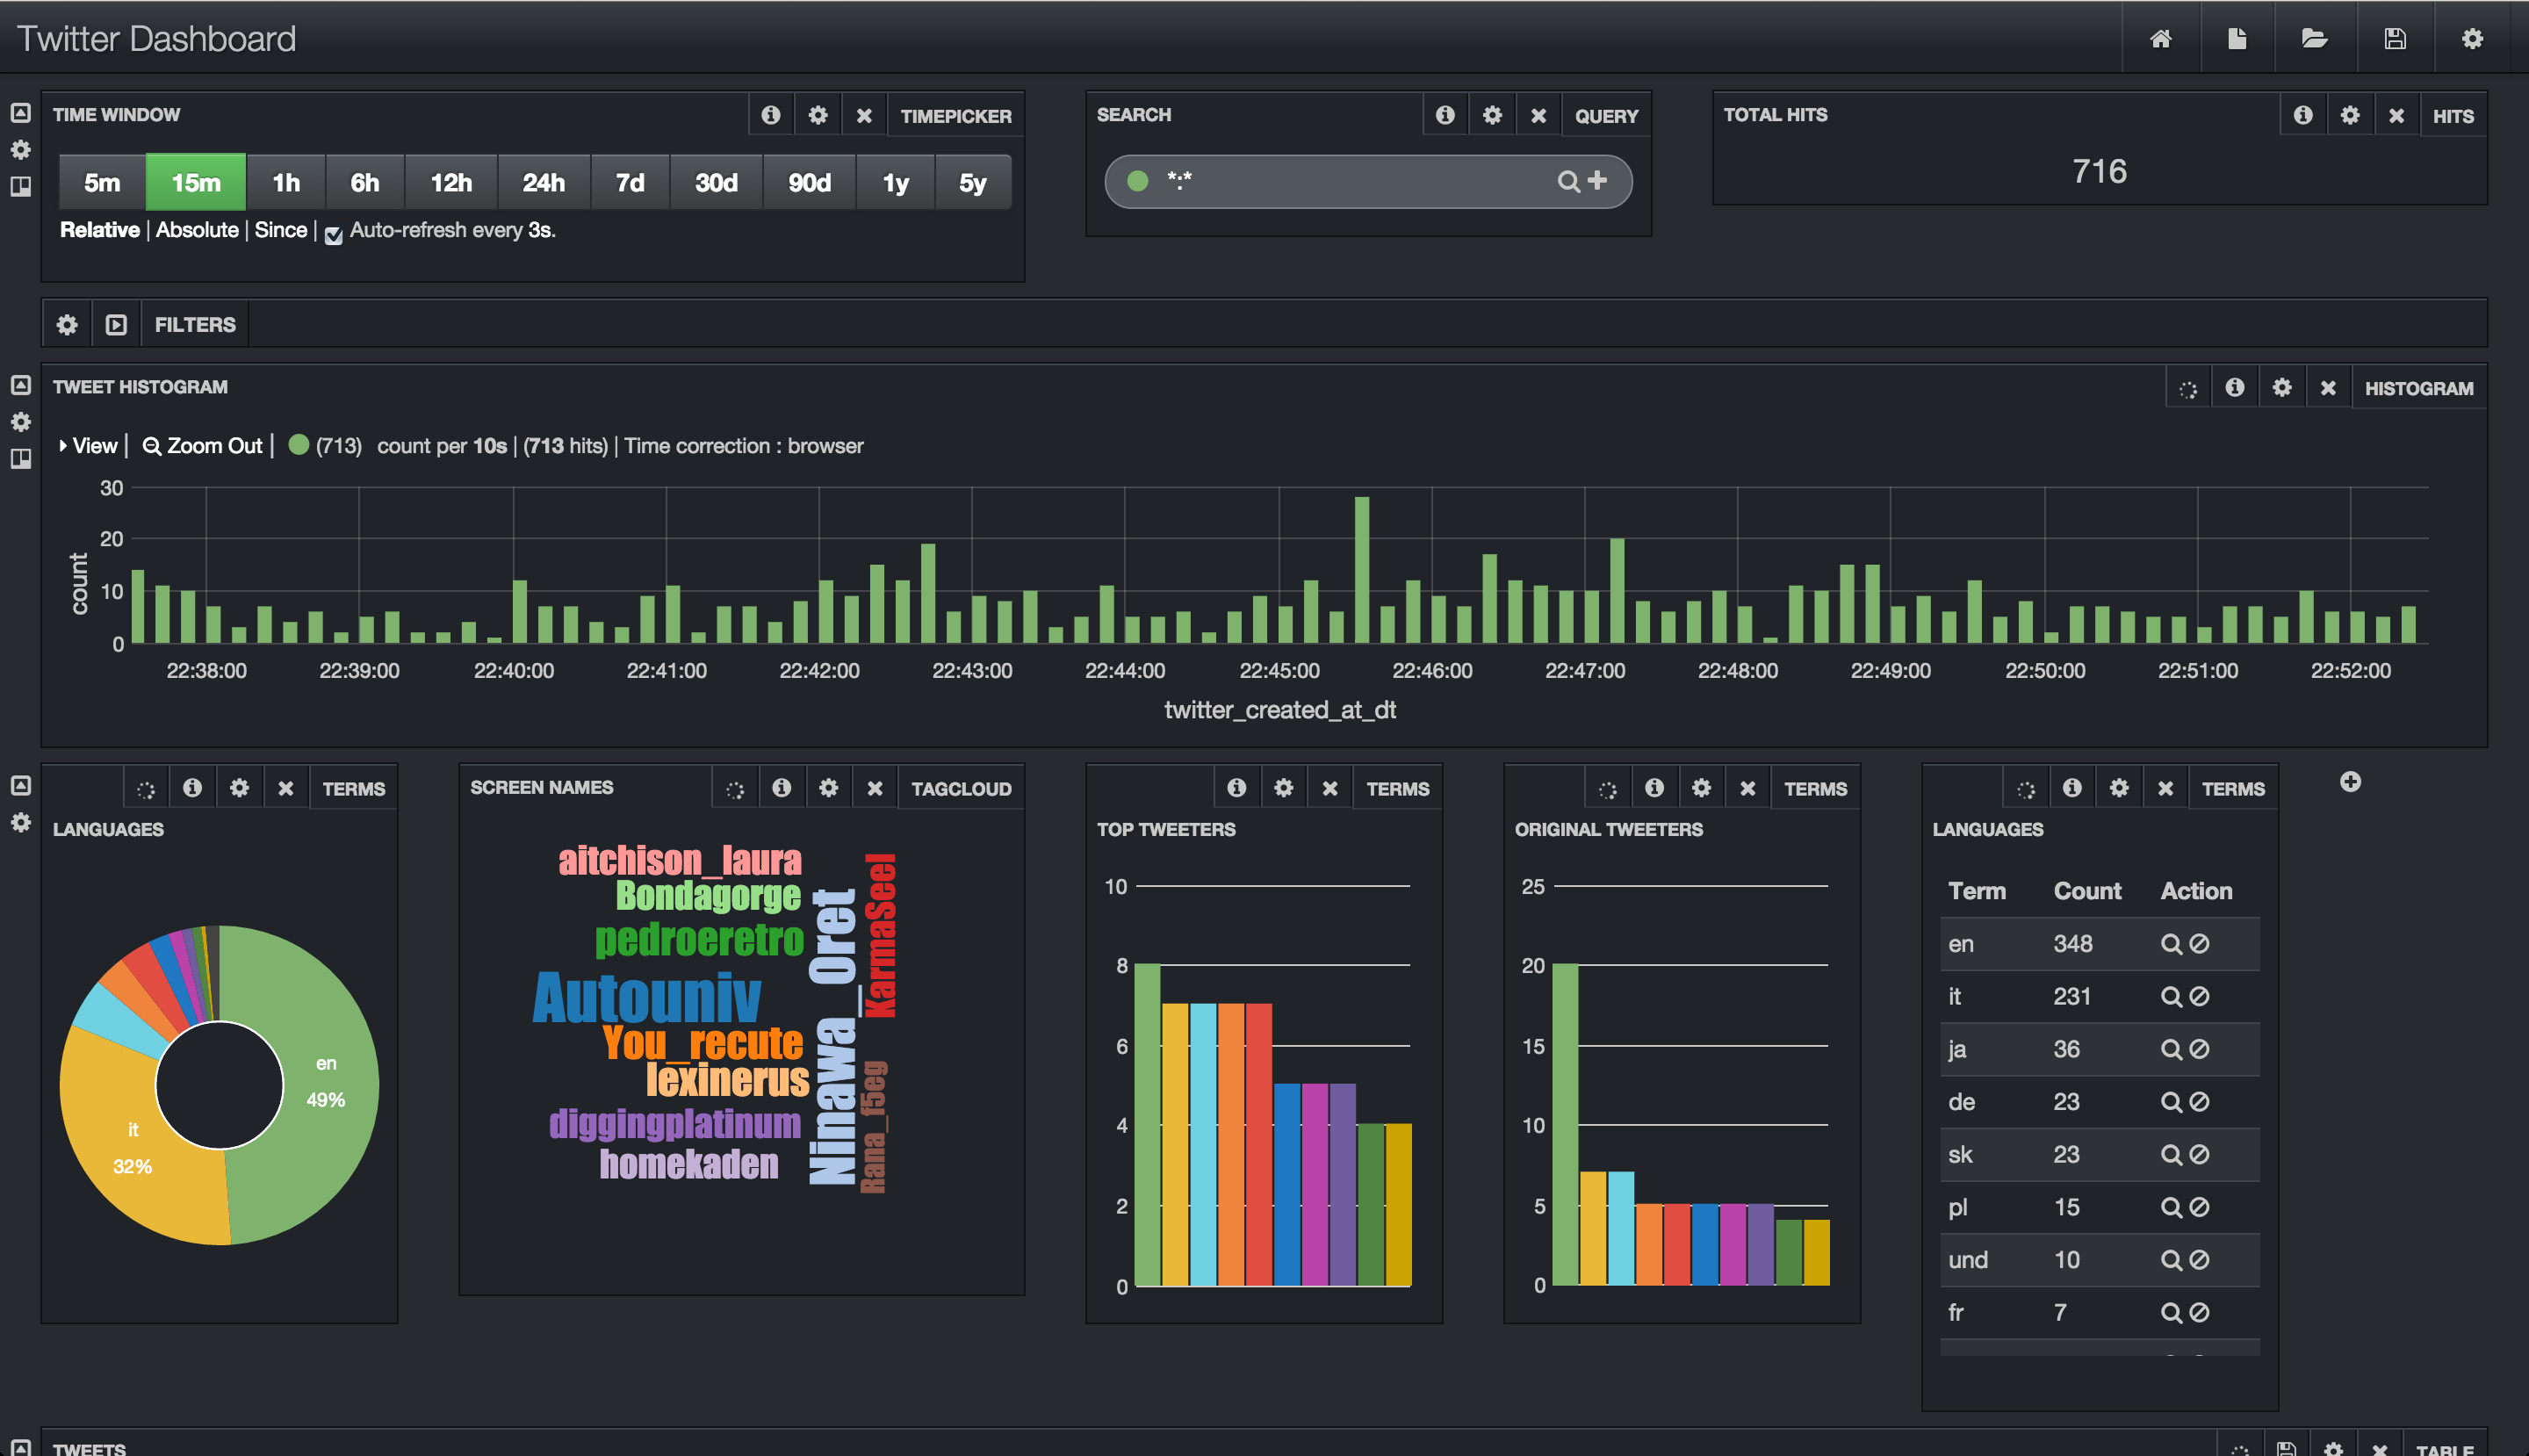 Twitter Dashboard
TIME WINDOW
TIMEPICKER
5m 15m 1h 6h 12h 24h 7d 30d 90d 1y 5y
Relative | Absolute | Since | Auto-refresh every 3s.
SEARCH
QUERY
*:*
TOTAL HITS
HITS
716
FILTERS
TWEET HISTOGRAM
HISTOGRAM
View | Zoom Out | (713) count per 10s | (713 hits) | Time correction : browser
30
20
10
0
count
22:38:00 22:39:00 22:40:00 22:41:00 22:42:00 22:43:00 22:44:00 22:45:00 22:46:00 22:47:00 22:48:00 22:49:00 22:50:00 22:51:00 22:52:00
twitter_created_at_dt
TERMS
LANGUAGES
en
49%
it
32%
SCREEN NAMES
TAGCLOUD
aitchison_laura
Bondagorge
pedroeretro
Autouniv
You_recute
lexinerus
diggingplatinum
homekaden
Ninawa_Oret
KarmaSeel
Rana_f5eg
TERMS
TOP TWEETERS
10
8
6
4
2
0
TERMS
ORIGINAL TWEETERS
25
20
15
10
5
0
TERMS
LANGUAGES
Term Count Action
en 348
it 231
ja 36
de 23
sk 23
pl 15
und 10
fr 7
TWEETS
TABLE